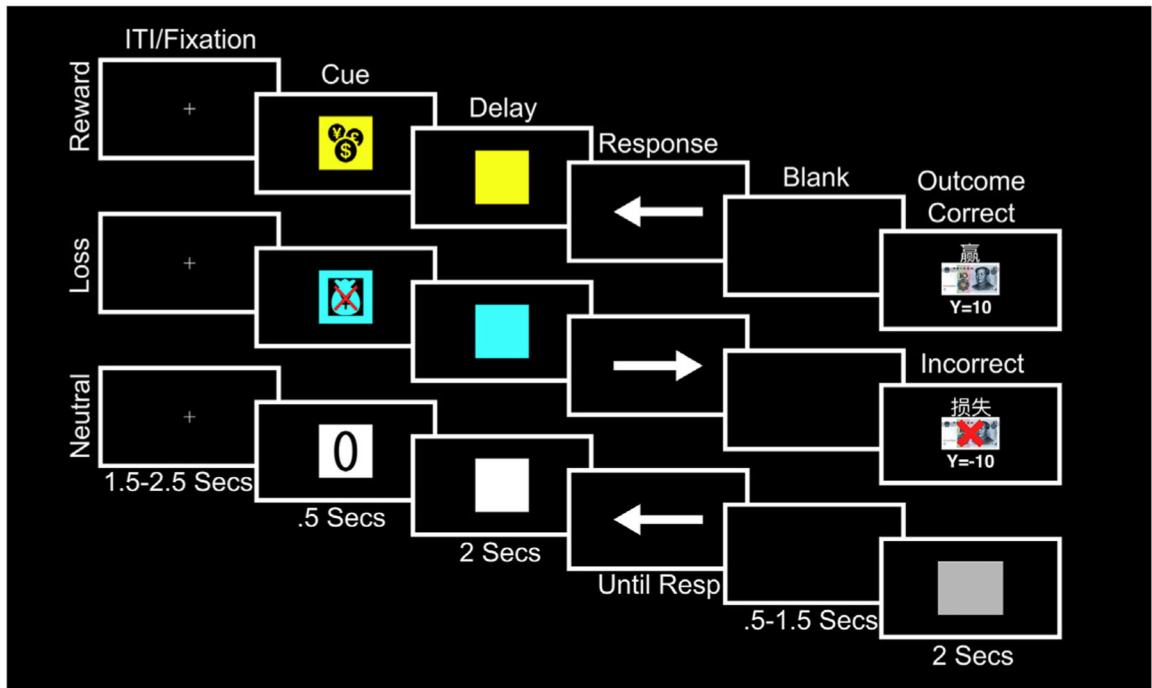 ITI/Fixation
Cue
Delay
Response
Blank
Outcome
Correct
Reward
¥ £
$
赢
10
Y=10
Loss
Incorrect
损失
Y=-10
Neutral
0
1.5-2.5 Secs
.5 Secs
2 Secs
Until Resp
.5-1.5 Secs
2 Secs